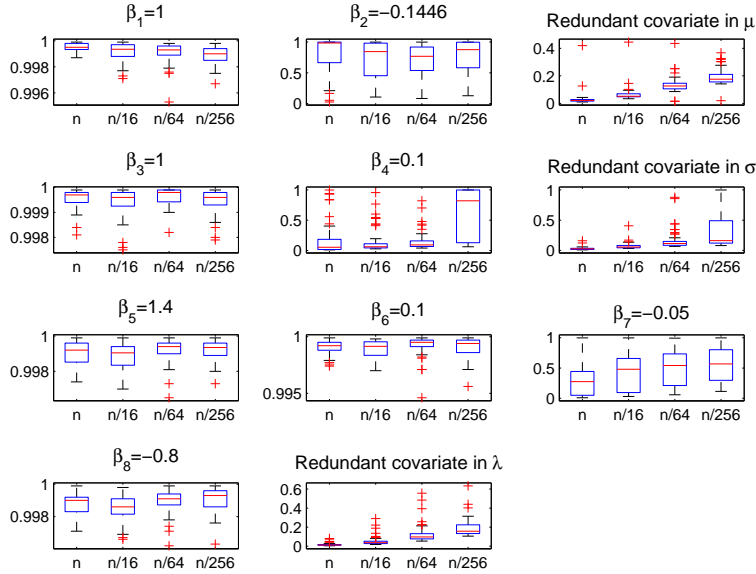 β1=1
0.998
0.996
n n/16 n/64 n/256
β2=−0.1446
1
0.5
0
n n/16 n/64 n/256
Redundant covariate in μ
0.4
0.2
0
n n/16 n/64 n/256
β3=1
1
0.999
0.998
n n/16 n/64 n/256
β4=0.1
1
0.5
0
n n/16 n/64 n/256
Redundant covariate in σ
1
0.5
0
n n/16 n/64 n/256
β5=1.4
1
0.998
n n/16 n/64 n/256
β6=0.1
1
0.995
n n/16 n/64 n/256
β7=−0.05
1
0.5
0
n n/16 n/64 n/256
β8=−0.8
1
0.998
n n/16 n/64 n/256
Redundant covariate in λ
0.6
0.4
0.2
0
n n/16 n/64 n/256